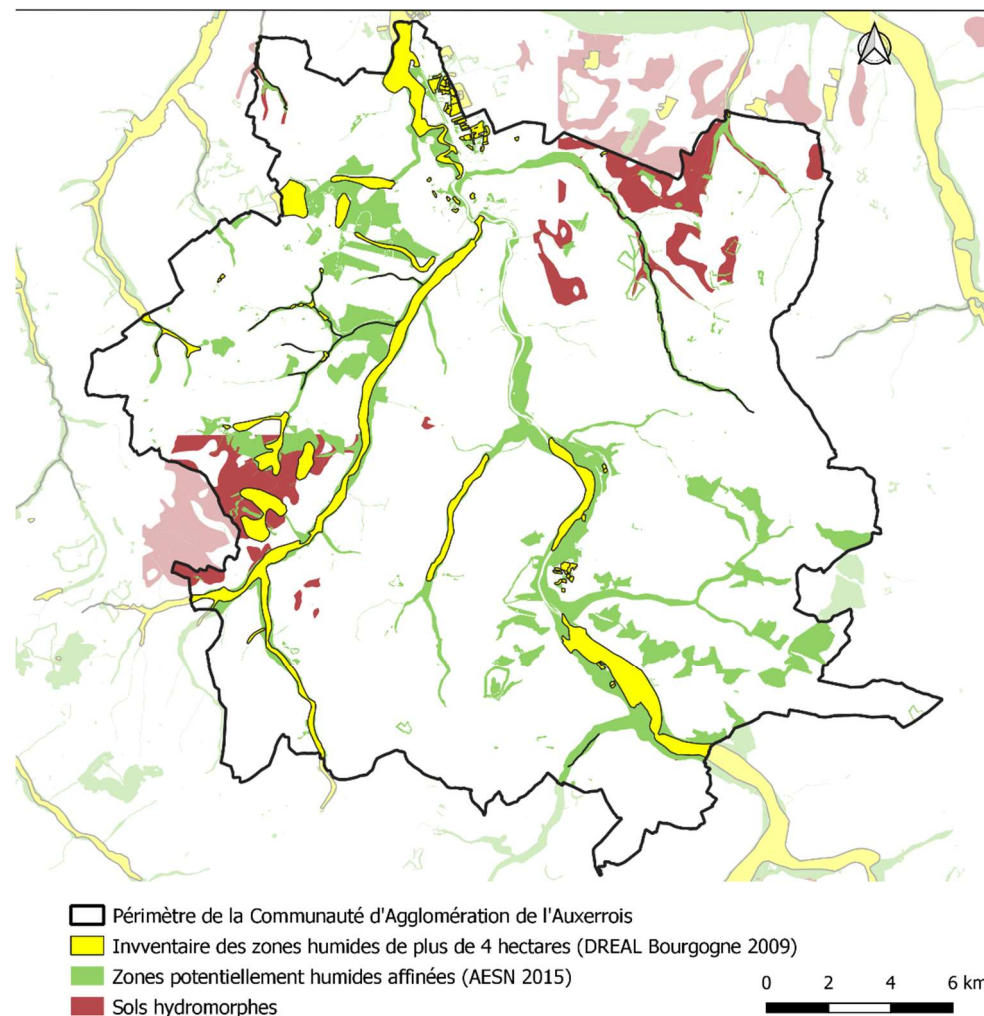 Périmètre de la Communauté d'Agglomération de l'Auxerrois
Invventaire des zones humides de plus de 4 hectares (DREAL Bourgogne 2009)
Zones potentiellement humides affinées (AESN 2015)
Sols hydromorphes
0 2 4 6 km